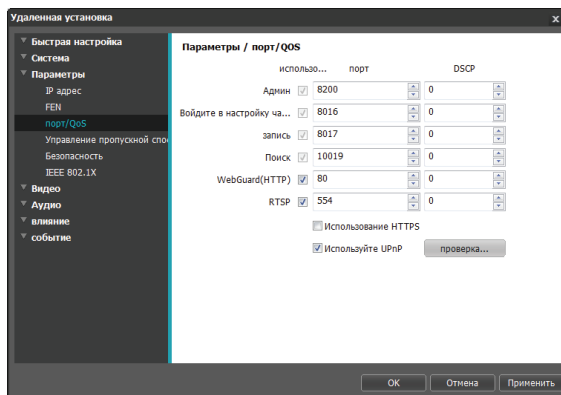 Удаленная установка
x
Быстрая настройка
Система
Параметры
IP адрес
FEN
порт/QoS
Управление пропускной спо
Безопасность
IEEE 802.1X
Видео
Аудио
влияние
событие
Параметры / порт/QOS
использо... порт DSCP
Админ 8200 0
Войдите в настройку ча... 8016 0
запись 8017 0
Поиск 10019 0
WebGuard(HTTP) 80 0
RTSP 554 0
Использование HTTPS
Используйте UPnP проверка...
OK Отмена Применить